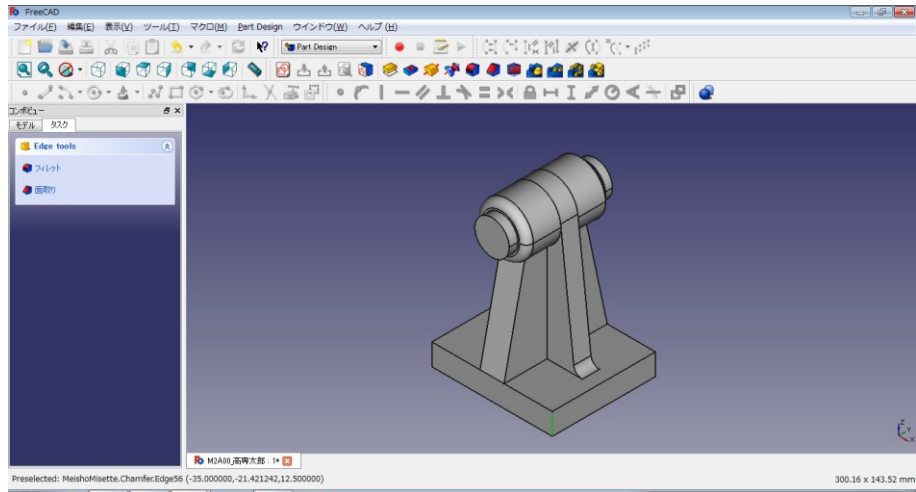 FreeCAD
ファイル(F) 編集(E) 表示(V) ツール(T) マクロ(M) Part Design ウインドウ(W) ヘルプ(H)
Part Design
コンボビュー
モデル タスク
Edge tools
フィレット
面取り
Z
Y
X
M2A00_高専太郎 : 1*
Preselected: MeishoMisette.Chamfer.Edge56 (-35.000000,-21.421242,12.500000)
300.16 x 143.52 mm